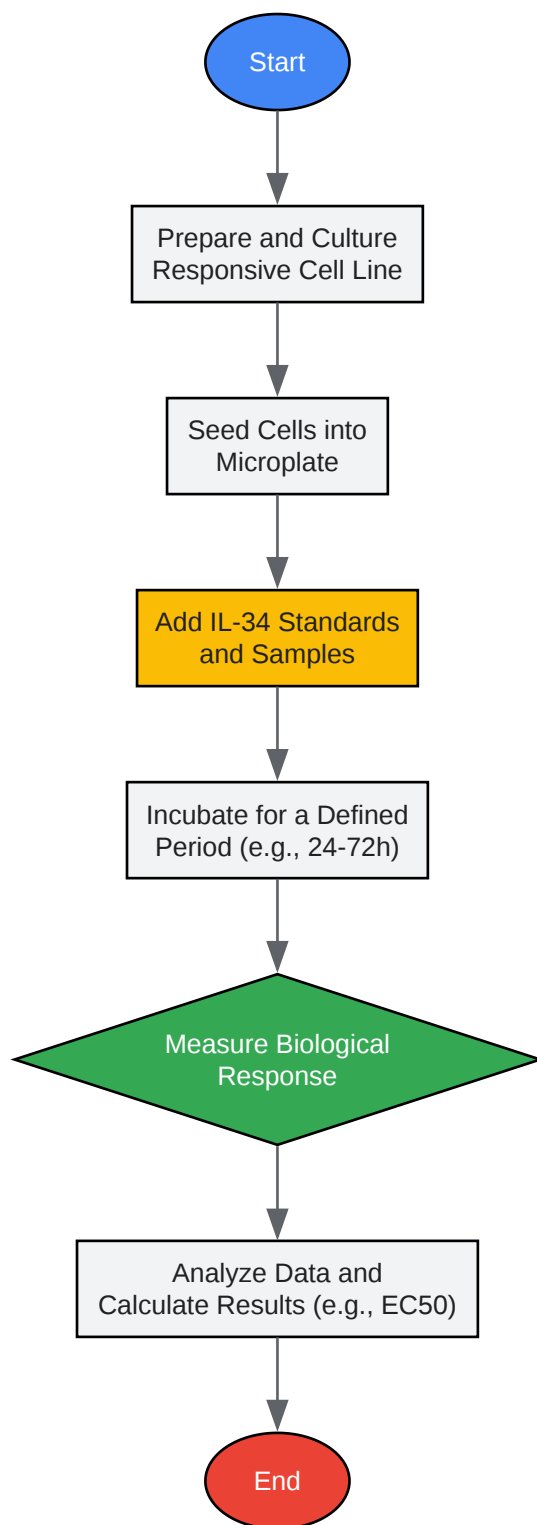 Start
Prepare and Culture
Responsive Cell Line
Seed Cells into
Microplate
Add IL-34 Standards
and Samples
Incubate for a Defined
Period (e.g., 24-72h)
Measure Biological
Response
Analyze Data and
Calculate Results (e.g., EC50)
End